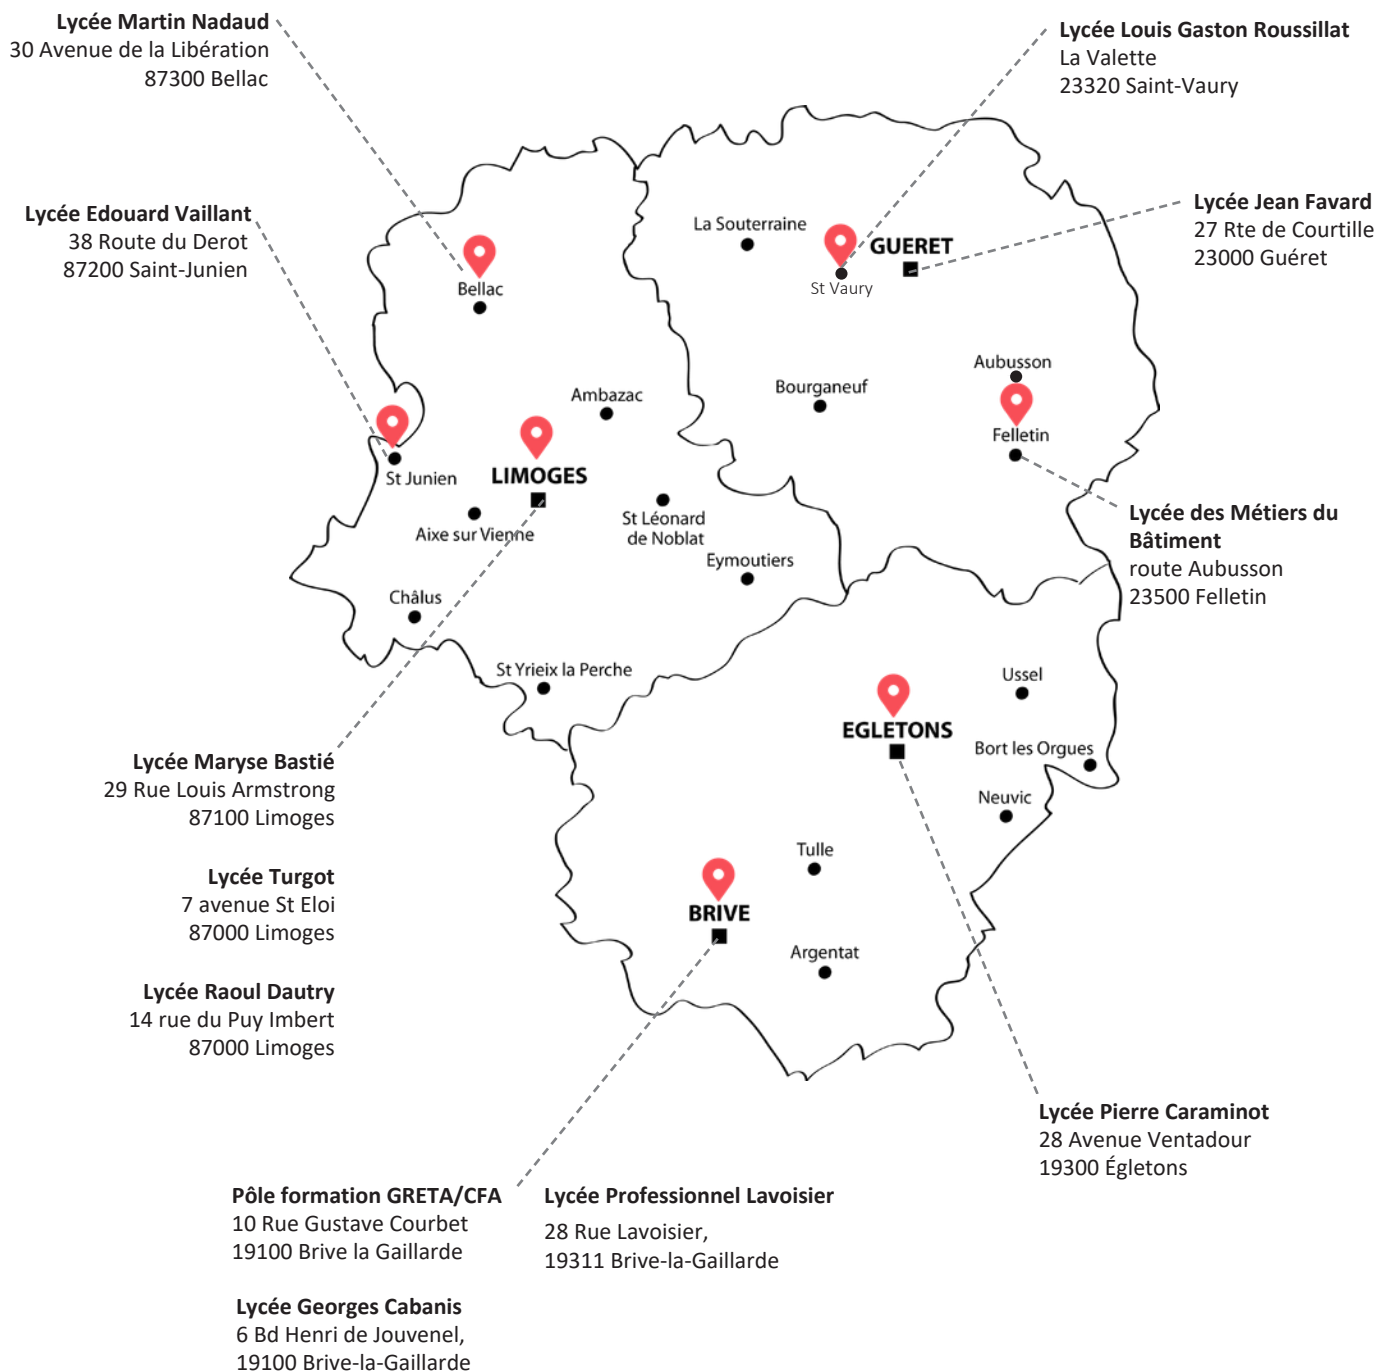 Lycée Martin Nadaud
30 Avenue de la Libération
87300 Bellac
Lycée Louis Gaston Roussillat
La Valette
23320 Saint-Vaury
Lycée Edouard Vaillant
38 Route du Derot
87200 Saint-Junien
Lycée Jean Favard
27 Rte de Courtille
23000 Guéret
La Souterraine
GUERET
St Vaury
Bellac
Aubusson
Bourganeuf
Ambazac
Felletin
St Junien
LIMOGES
Aixe sur Vienne
St Léonard
de Noblat
Eymoutiers
Châlus
Lycée des Métiers du
Bâtiment
route Aubusson
23500 Felletin
St Yrieix la Perche
Ussel
EGLETONS
Bort les Orgues
Neuvic
Tulle
BRIVE
Argentat
Lycée Maryse Bastié
29 Rue Louis Armstrong
87100 Limoges
Lycée Turgot
7 avenue St Eloi
87000 Limoges
Lycée Raoul Dautry
14 rue du Puy Imbert
87000 Limoges
Lycée Pierre Caraminot
28 Avenue Ventadour
19300 Égletons
Pôle formation GRETA/CFA
10 Rue Gustave Courbet
19100 Brive la Gaillarde
Lycée Professionnel Lavoisier
28 Rue Lavoisier,
19311 Brive-la-Gaillarde
Lycée Georges Cabanis
6 Bd Henri de Jouvenel,
19100 Brive-la-Gaillarde